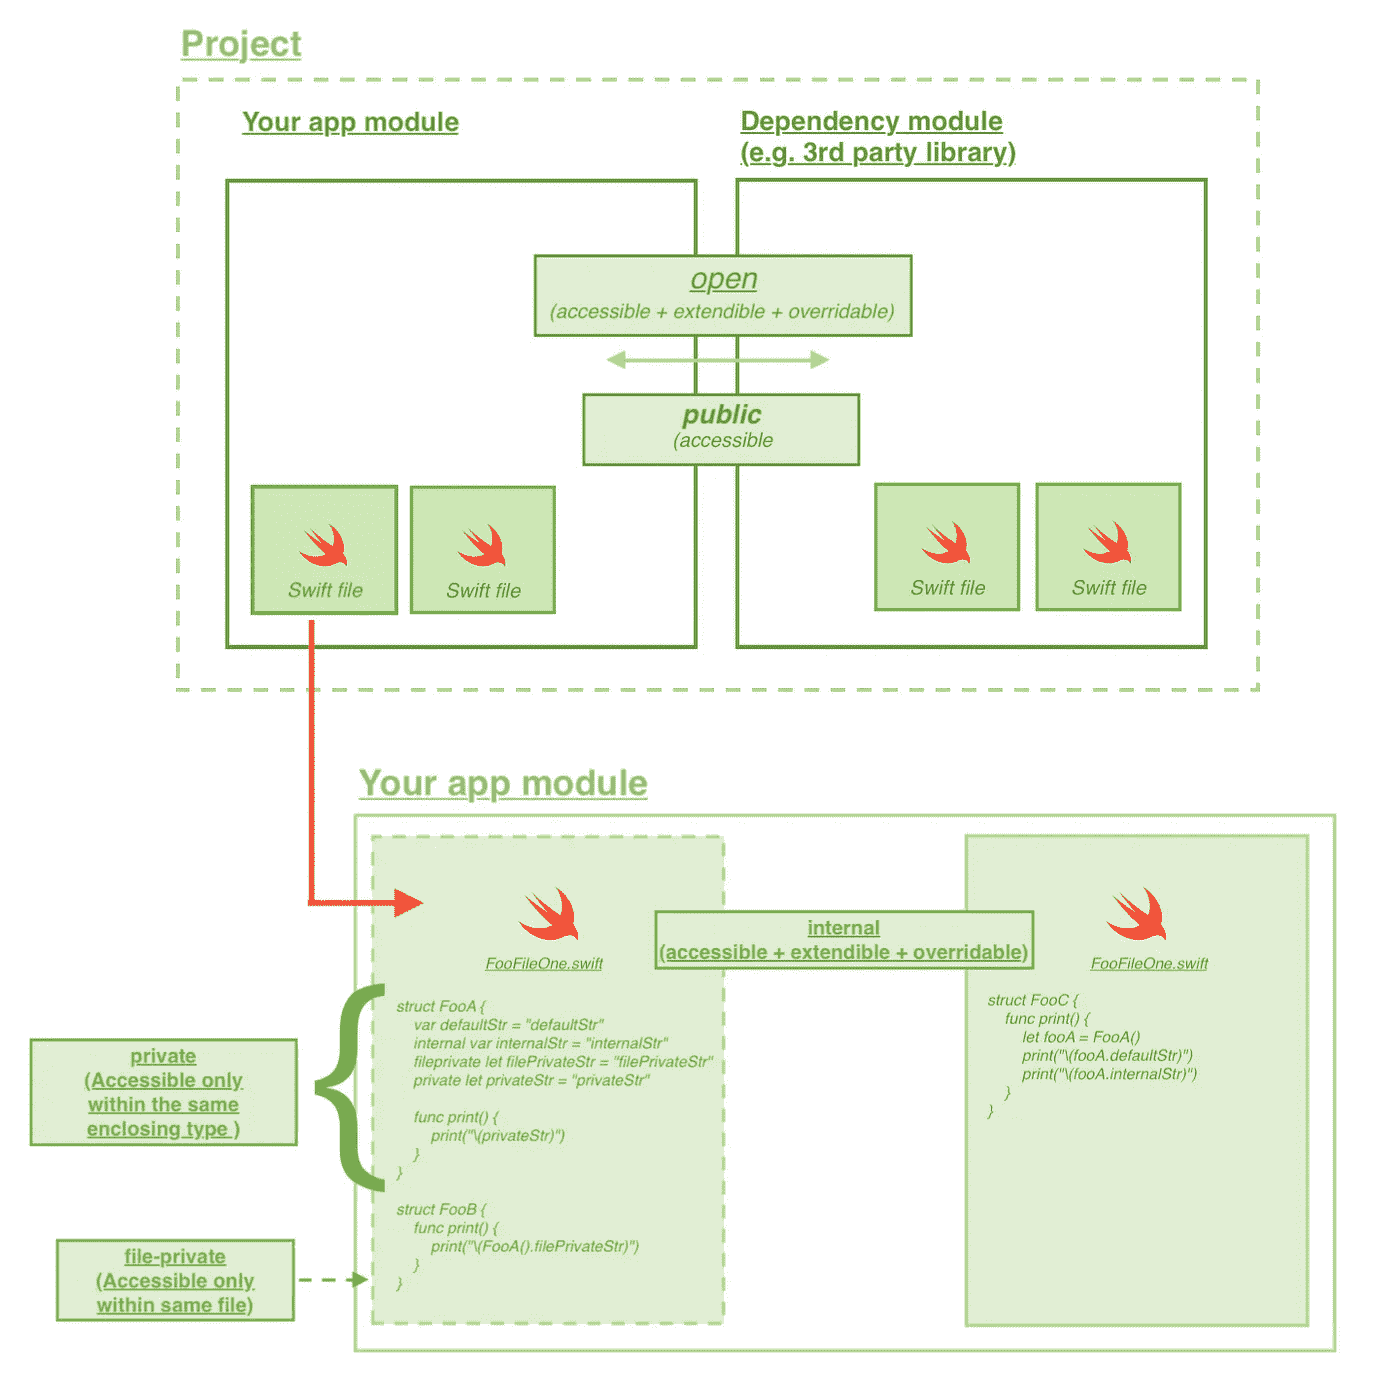 Project
Your app module
Dependency module
(e.g. 3rd party library)
open
(accessible + extendible + overridable)
public
(accessible
Swift file
Swift file
Swift file
Swift file
Your app module
internal
(accessible + extendible + overridable)
FooFileOne.swift
struct FooA {
var defaultStr = "defaultStr"
internal var internalStr = "internalStr"
fileprivate let filePrivateStr = "filePrivateStr"
private let privateStr = "privateStr"
func print() {
print("\(privateStr)")
}
}
struct FooB {
func print() {
print("\(FooA().filePrivateStr)")
}
}
FooFileOne.swift
struct FooC {
func print() {
let fooA = FooA()
print("\(fooA.defaultStr)")
print("\(fooA.internalStr)")
}
}
private
(Accessible only
within the same
enclosing type )
file-private
(Accessible only
within same file)